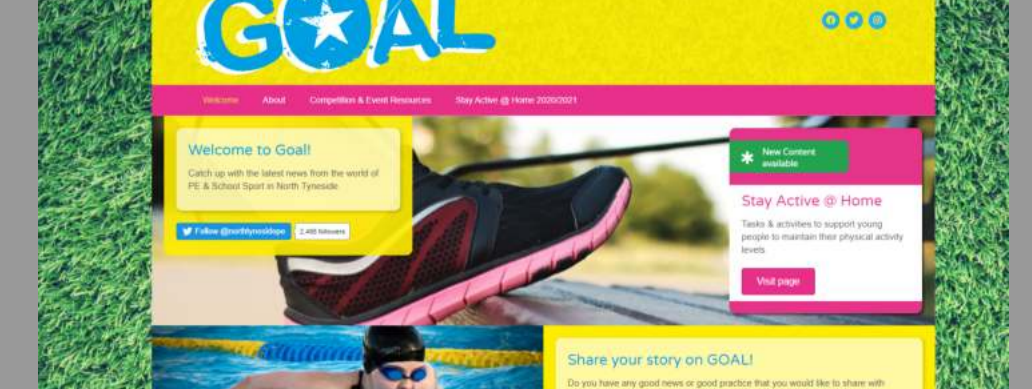 GOAL
Welcome About Competition & Event Resources Stay Active @ Home 2020/2021
Welcome to Goal!
Catch up with the latest news from the world of
PE & School Sport in North Tyneside
Follow @northtynesidepe 2,465 followers
New Content
available
Stay Active @ Home
Tasks & activities to support young
people to maintain their physical activity
levels
Visit page
Share your story on GOAL!
Do you have any good news or good practice that you would like to share with